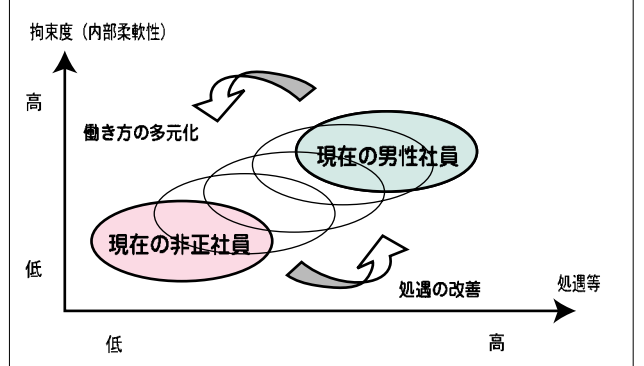 拘束度（内部柔軟性）
高
働き方の多元化
現在の男性社員
現在の非正社員
低
処遇の改善
処遇等
低
高